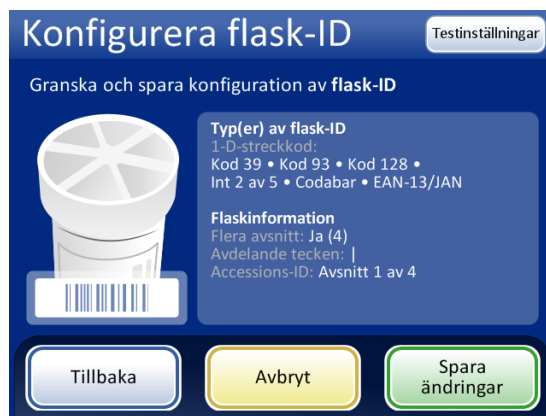 Konfigurera flask-ID
Testinställningar
Granska och spara konfiguration av flask-ID
Typ(er) av flask-ID
1-D-streckkod:
Kod 39 • Kod 93 • Kod 128 •
Int 2 av 5 • Codabar • EAN-13/JAN
Flaskinformation
Flera avsnitt: Ja (4)
Avdelande tecken: |
Accessions-ID: Avsnitt 1 av 4
Tillbaka
Avbryt
Spara
ändringar